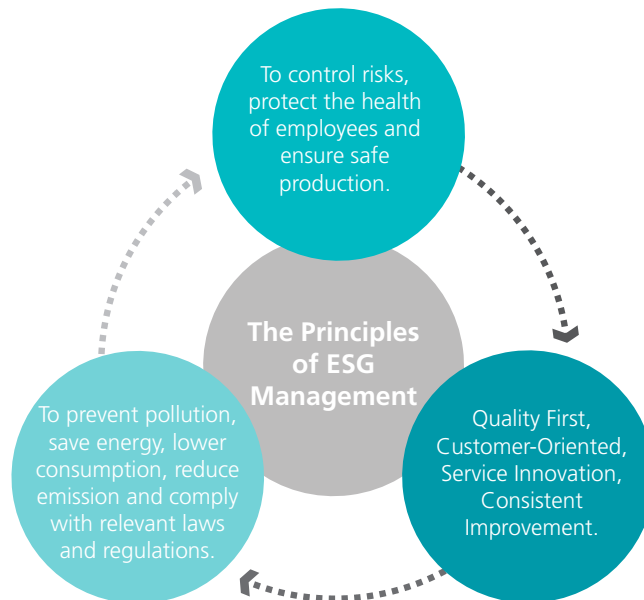 To control risks,
protect the health
of employees and
ensure safe
production.
The Principles
of ESG
Management
To prevent pollution,
save energy, lower
consumption, reduce
emission and comply
with relevant laws
and regulations.
Quality First,
Customer-Oriented,
Service Innovation,
Consistent
Improvement.